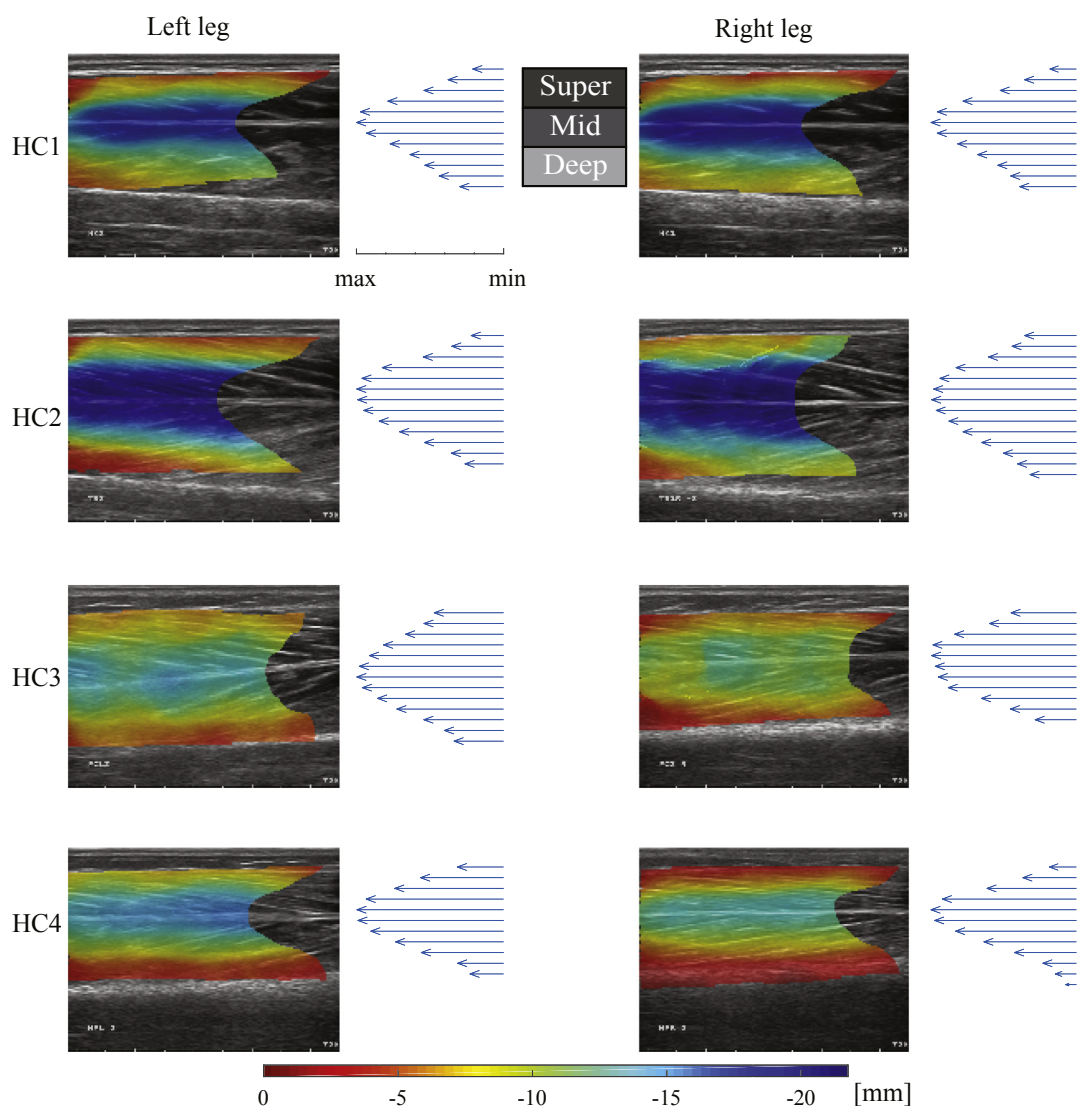 Left leg
Right leg
HC1
Super
Mid
Deep
max
min
HC2
HC3
HC4
0
-5
-10
-15
-20
[mm]